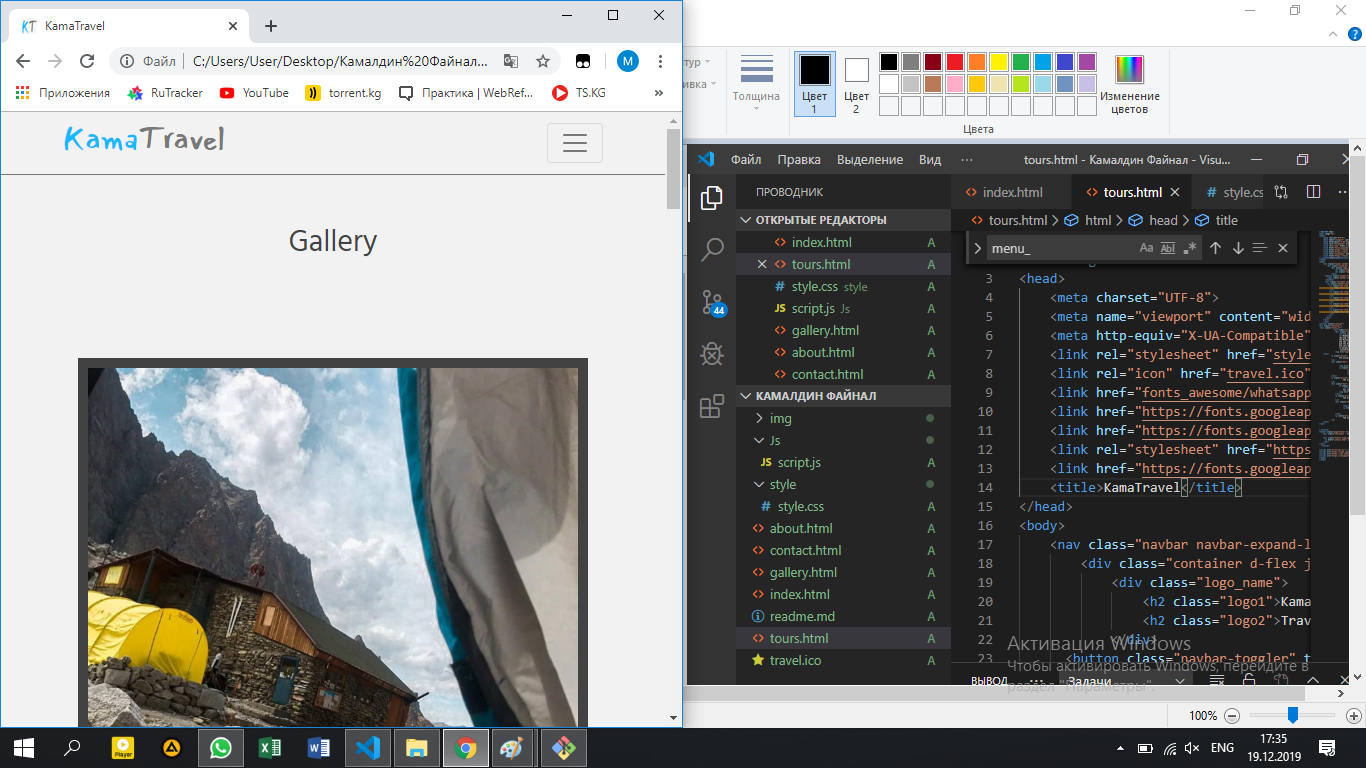 KT KamaTravel
Файл C:/Users/User/Desktop/Камалдин%20Файнал... M
Приложения RuTracker YouTube torrent.kg Практика | WebRef... TS.KG »
KamaTravel
Gallery
Толщина
Цвет 1
Цвет 2
Изменение цветов
Цвета
Файл Правка Выделение Вид ··· tours.html - Камалдин Файнал - Visu...
ПРОВОДНИК
ОТКРЫТЫЕ РЕДАКТОРЫ
index.html A
tours.html A
style.css style A
script.js Js A
gallery.html A
about.html A
contact.html A
КАМАЛДИН ФАЙНАЛ
img
Js
JS script.js A
style
# style.css A
about.html A
contact.html A
gallery.html A
index.html A
readme.md A
tours.html A
travel.ico A
44
index.html tours.html # style.cs
tours.html > html > head > title
menu_ Aa Abl
3 <head>
4 <meta charset="UTF-8">
5 <meta name="viewport" content="wid
6 <meta http-equiv="X-UA-Compatible"
7 <link rel="stylesheet" href="style
8 <link rel="icon" href="travel.ico"
9 <link href="fonts_awesome/whatsapp
10 <link href="https://fonts.googleap
11 <link href="https://fonts.googleap
12 <link rel="stylesheet" href="https
13 <link href="https://fonts.googleap
14 <title>KamaTravel</title>
15 </head>
16 <body>
17 <nav class="navbar navbar-expand-l
18 <div class="container d-flex j
19 <div class="logo_name">
20 <h2 class="logo1">Kama
21 <h2 class="logo2">Trav
22 </div>
23 <button class="navbar-toggler" t
Активация Windows
Чтобы активировать Windows, перейдите в
раздел "Параметры".
ВЫВОД ··· Задачи
100%
Player
ENG
17:35
19.12.2019